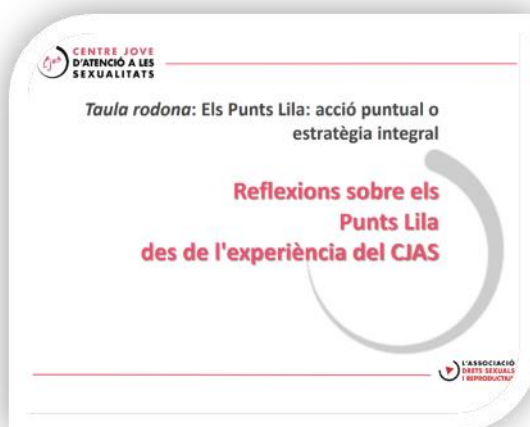 Cjas
CENTRE JOVE
D'ATENCIÓ A LES
SEXUALITATS
Taula rodona: Els Punts Lila: acció puntual o
estratègia integral
Reflexions sobre els
Punts Lila
des de l'experiència del CJAS
L'ASSOCIACIÓ
DRETS SEXUALS
I REPRODUCTIUS